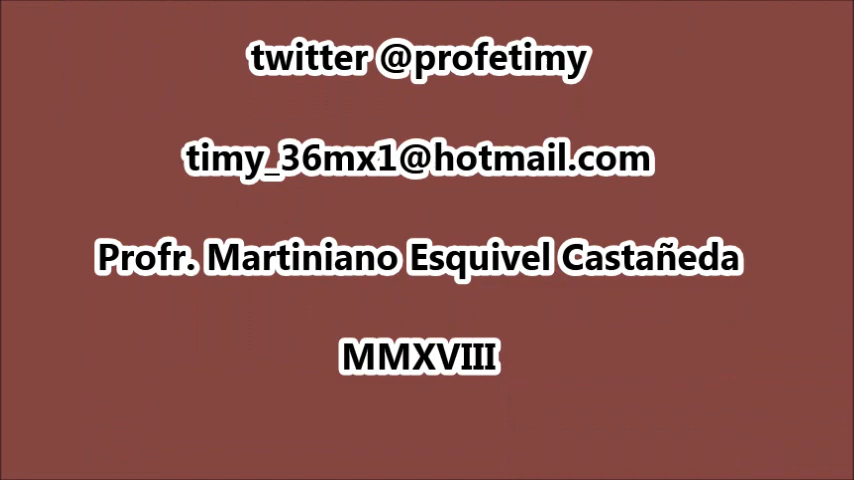 twitter @profetimy
timy_36mx1@hotmail.com
Profr. Martiniano Esquivel Castañeda
MMXVIII